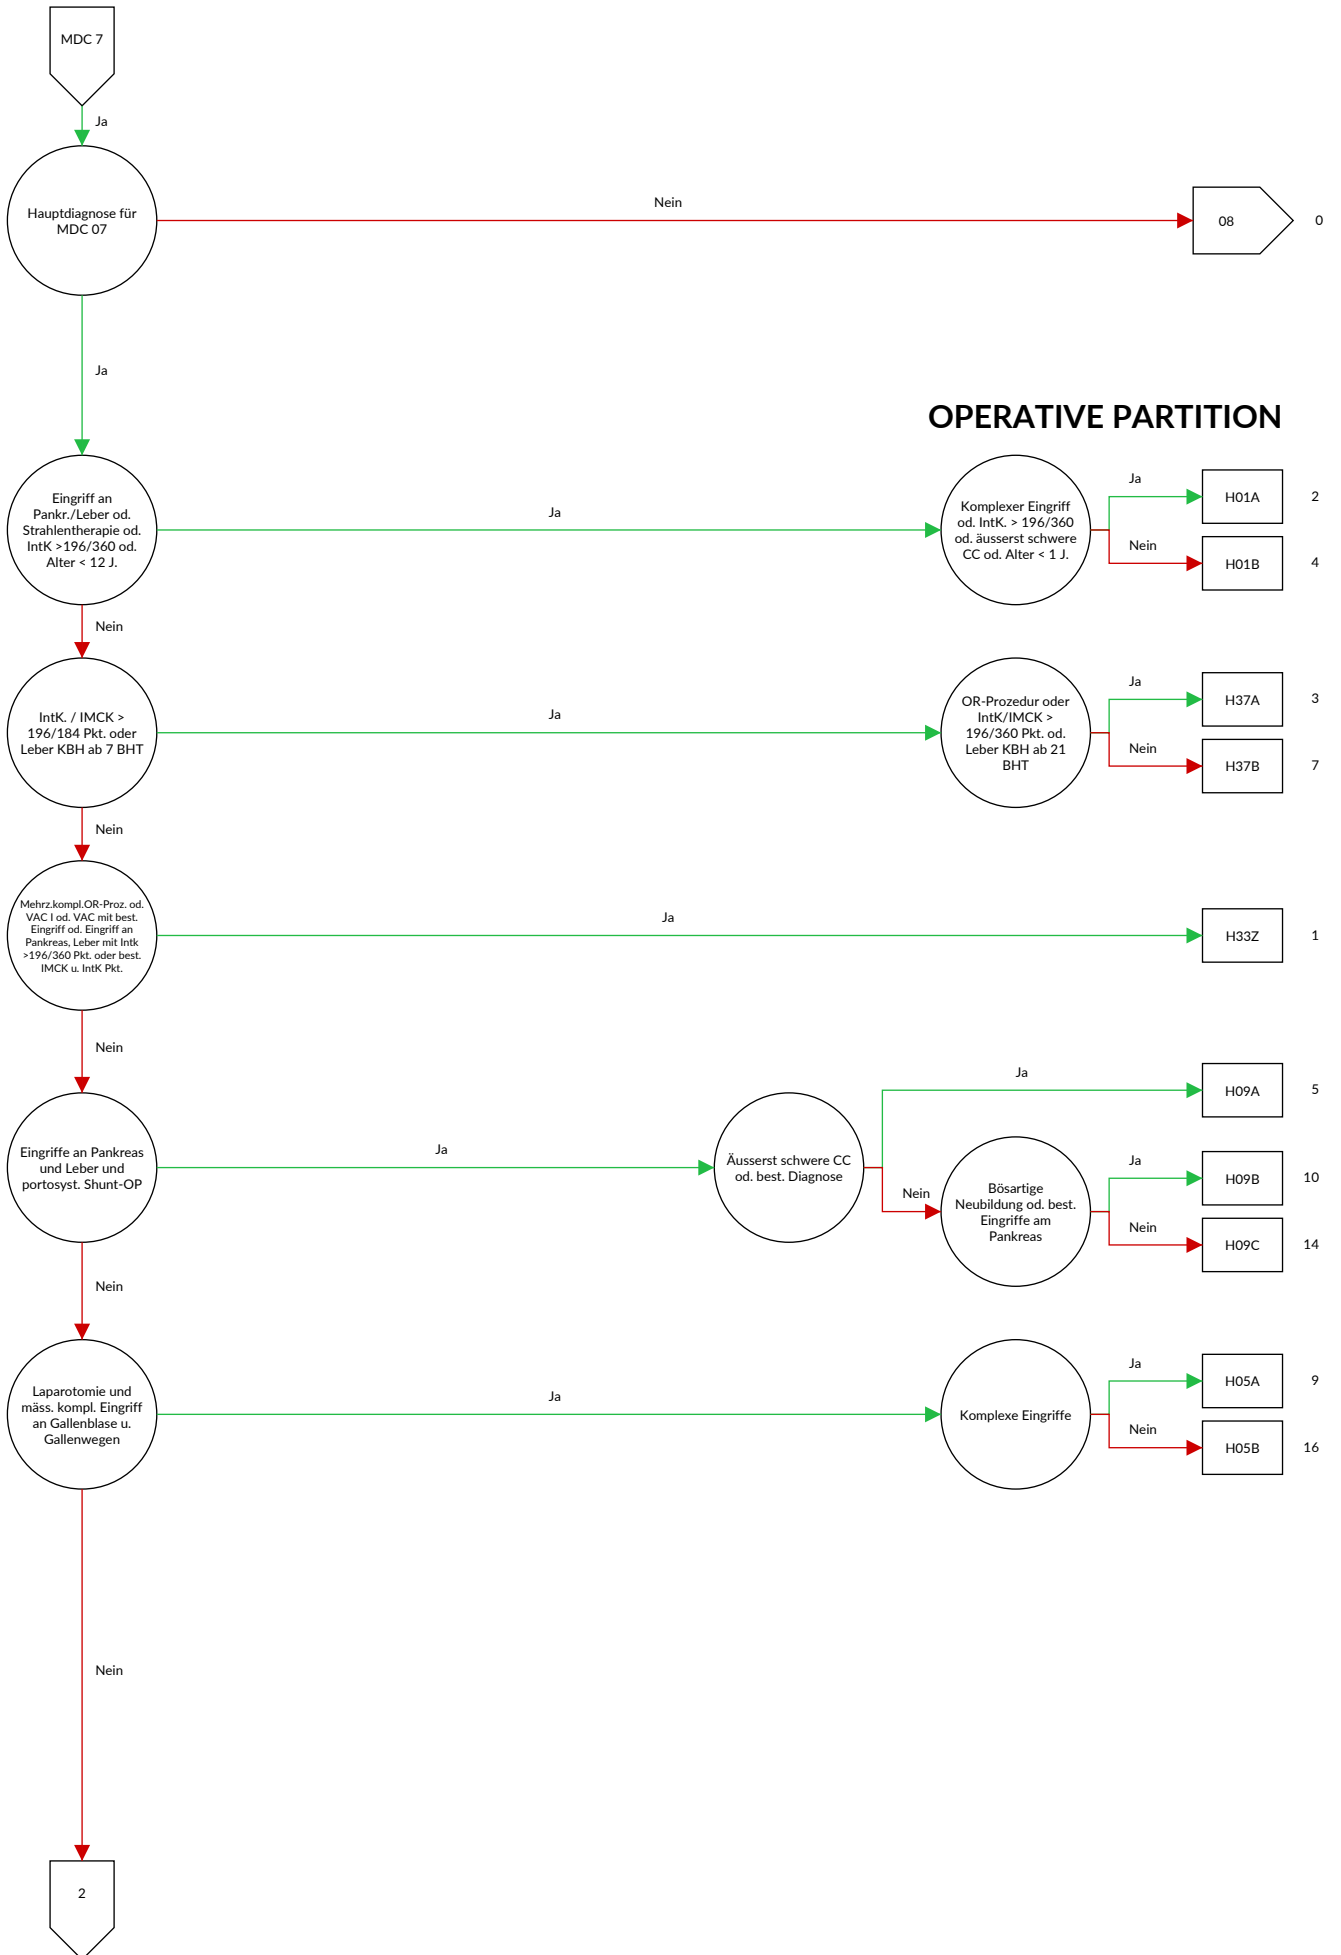 MDC 7
Ja
Hauptdiagnose für
MDC 07
Nein
08
0
Ja
OPERATIVE PARTITION
Eingriff an
Pankr./Leber od.
Strahlentherapie od.
IntK >196/360 od.
Alter < 12 J.
Ja
Komplexer Eingriff
od. IntK. > 196/360
od. äusserst schwere
CC od. Alter < 1 J.
Ja
H01A
2
Nein
H01B
4
Nein
IntK. / IMCK >
196/184 Pkt. oder
Leber KBH ab 7 BHT
Ja
OR-Prozedur oder
IntK/IMCK >
196/360 Pkt. od.
Leber KBH ab 21
BHT
Ja
H37A
3
Nein
H37B
7
Nein
Mehrz.kompl.OR-Proz. od.
VAC I od. VAC mit best.
Eingriff od. Eingriff an
Pankreas, Leber mit Intk
>196/360 Pkt. oder best.
IMCK u. IntK Pkt.
Ja
H33Z
1
Nein
Eingriffe an Pankreas
und Leber und
portosyst. Shunt-OP
Ja
Äusserst schwere CC
od. best. Diagnose
Ja
H09A
5
Nein
Bösartige
Neubildung od. best.
Eingriffe am
Pankreas
Ja
H09B
10
Nein
H09C
14
Nein
Laparotomie und
mäss. kompl. Eingriff
an Gallenblase u.
Gallenwegen
Ja
Komplexe Eingriffe
Ja
H05A
9
Nein
H05B
16
Nein
2